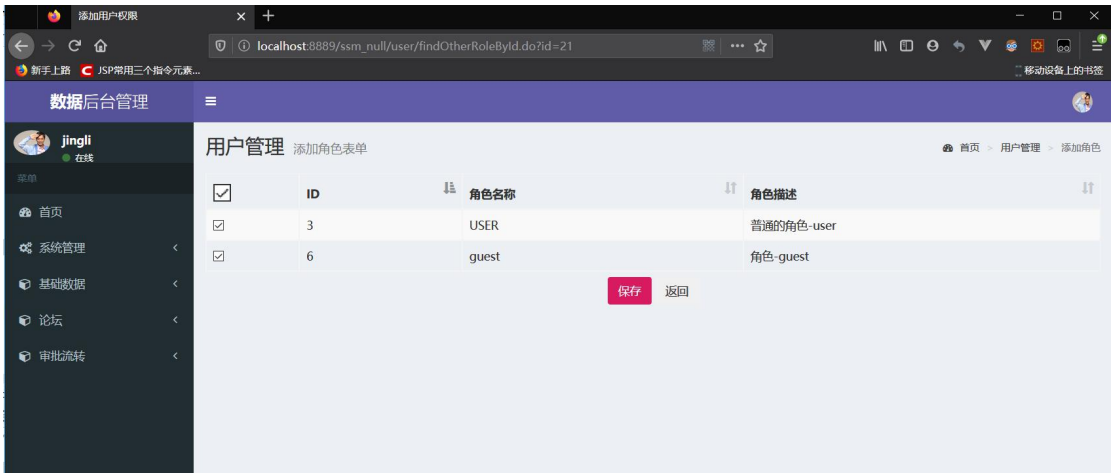 添加用户权限
localhost:8889/ssm_null/user/findOtherRoleById.do?id=21
新手上路 JSP常用三个指令元素...
移动设备上的书签
数据后台管理
jingli
在线
菜单
首页
系统管理
基础数据
论坛
审批流转
用户管理 添加角色表单
首页 > 用户管理 > 添加角色
ID 角色名称 角色描述
3 USER 普通的角色-user
6 guest 角色-guest
保存 返回